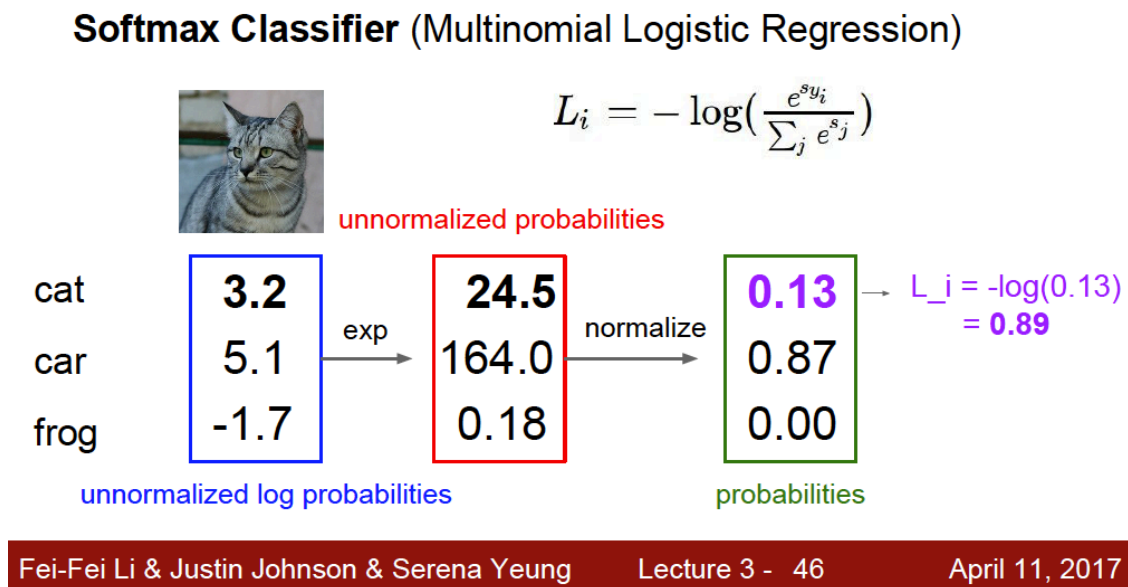 Softmax Classifier (Multinomial Logistic Regression)
L_i = − log(e^{s_{y_i}} / ∑_j e^{s_j})
unnormalized probabilities
cat 3.2 24.5 0.13 L_i = -log(0.13)
= 0.89
exp normalize
car 5.1 164.0 0.87
frog -1.7 0.18 0.00
unnormalized log probabilities probabilities
Fei-Fei Li & Justin Johnson & Serena Yeung Lecture 3 - 46 April 11, 2017